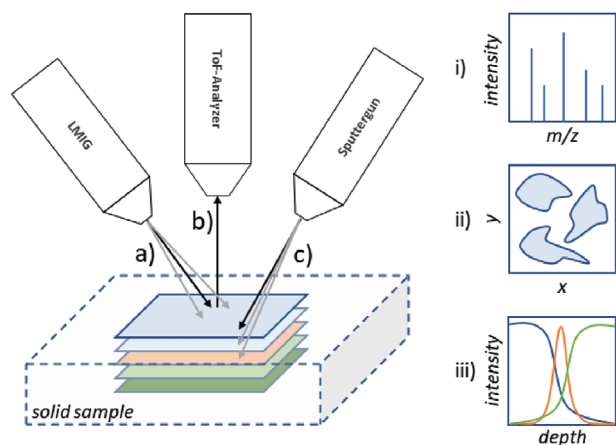 LMIG
ToF-Analyzer
Sputtergun
a)
b)
c)
solid sample
i)
intensity
m/z
ii)
y
x
iii)
intensity
depth